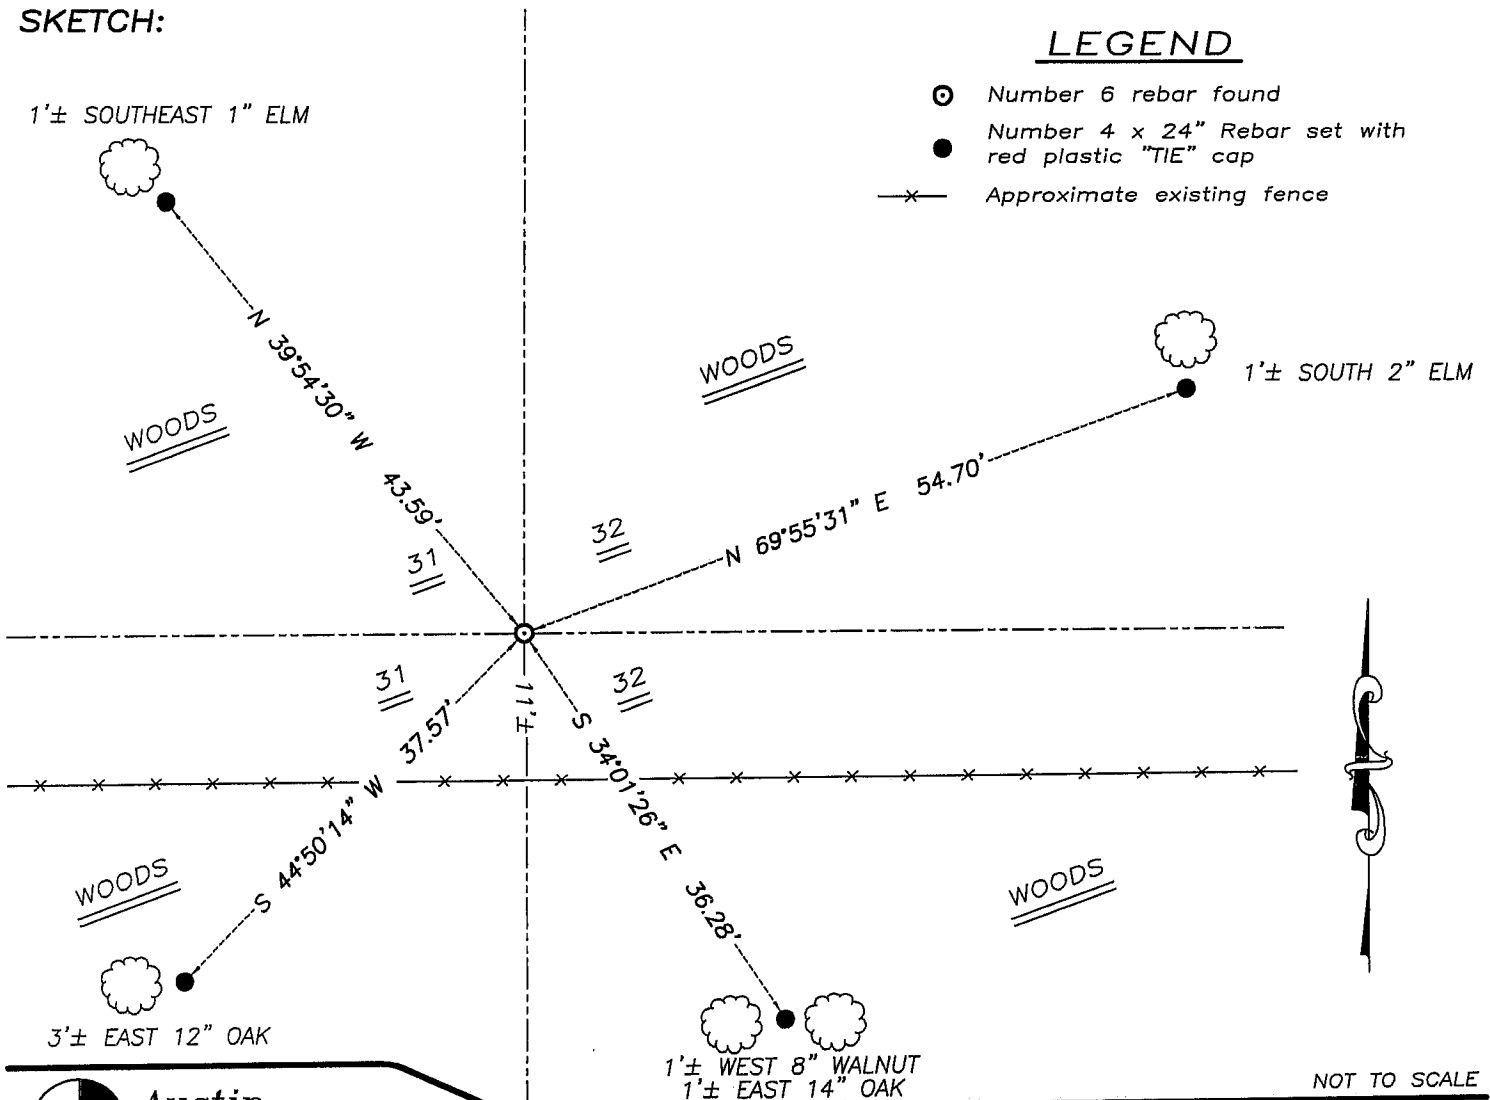 SKETCH:
LEGEND
Number 6 rebar found
Number 4 x 24" Rebar set with
red plastic "TIE" cap
Approximate existing fence
1'± SOUTHEAST 1" ELM
N 39°54'30" W 43.59'
WOODS
WOODS
1'± SOUTH 2" ELM
N 69°55'31" E 54.70'
31
32
31
32
11'±
37.57'
S 44°50'14" W
S 34°01'26" E 36.28'
WOODS
WOODS
3'± EAST 12" OAK
1'± WEST 8" WALNUT
1'± EAST 14" OAK
NOT TO SCALE
Austin